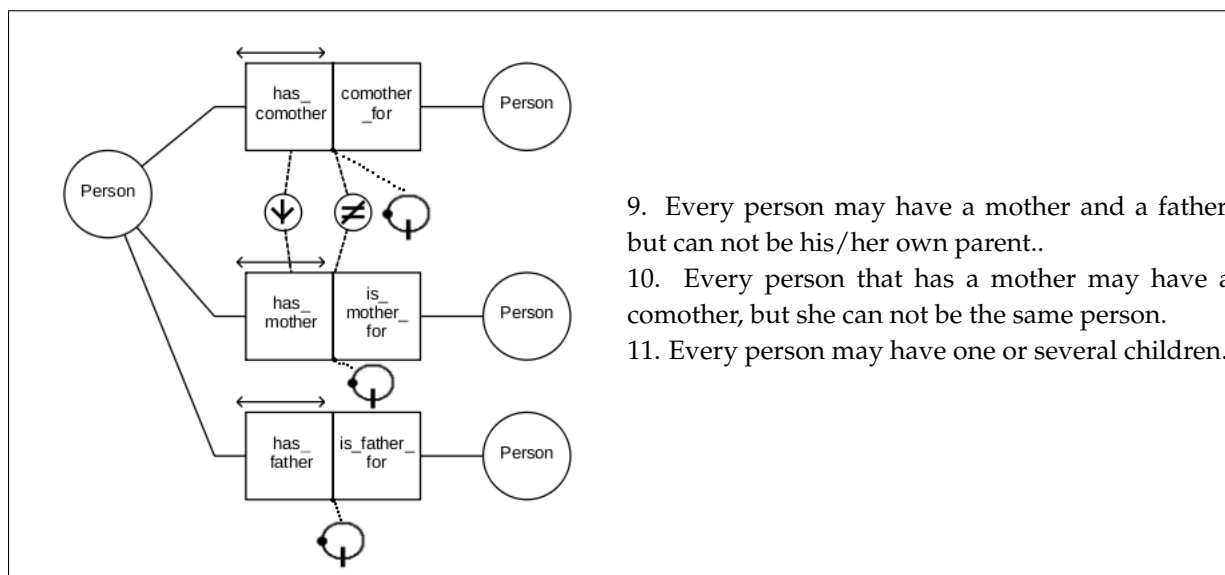 has_
comother
comother
_for
Person
Person
has_
mother
is_
mother_
for
Person
has_
father
is_father_
for
Person
9. Every person may have a mother and a father
but can not be his/her own parent..
10. Every person that has a mother may have a
comother, but she can not be the same person.
11. Every person may have one or several children.